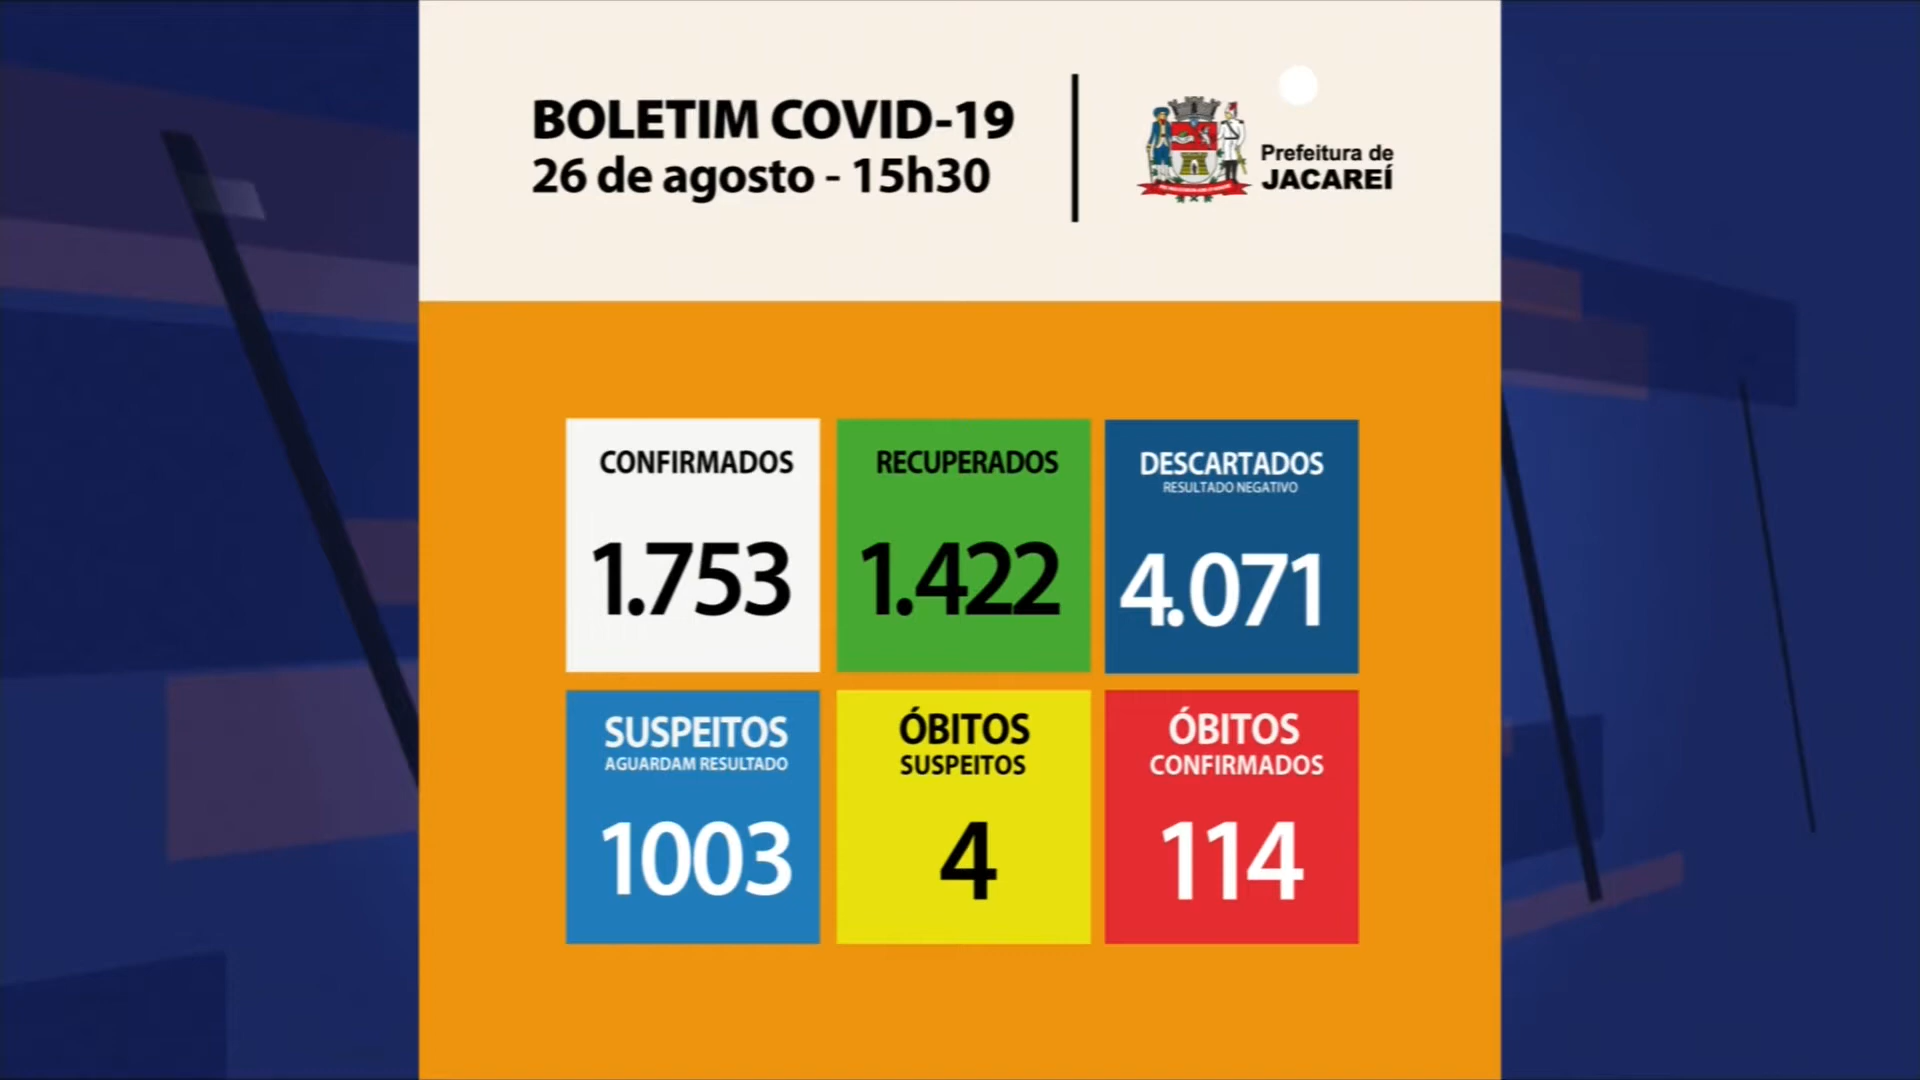 BOLETIM COVID-19
26 de agosto - 15h30
Prefeitura de
JACAREÍ
CONFIRMADOS
1.753
RECUPERADOS
1.422
DESCARTADOS
RESULTADO NEGATIVO
4.071
SUSPEITOS
AGUARDAM RESULTADO
1003
ÓBITOS
SUSPEITOS
4
ÓBITOS
CONFIRMADOS
114